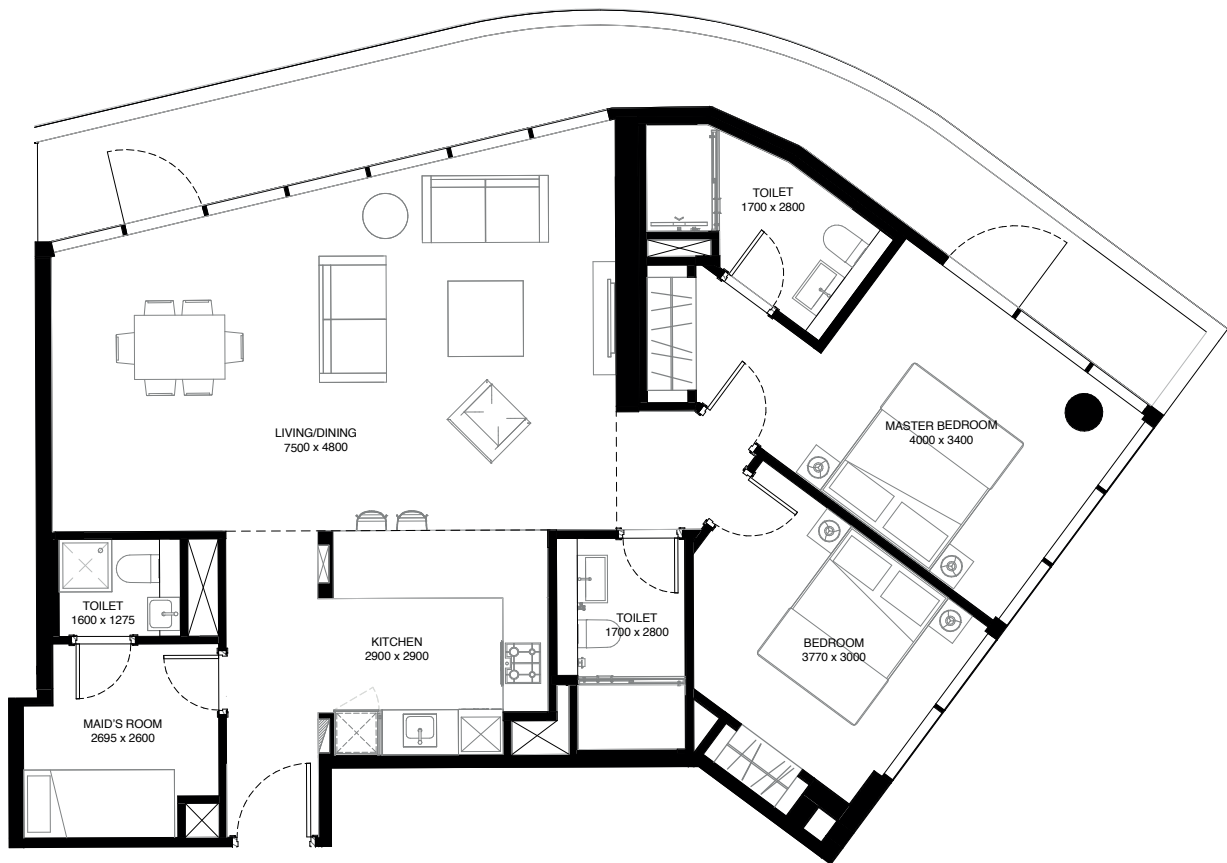 TOILET
1700 x 2800
MASTER BEDROOM
4000 x 3400
LIVING/DINING
7500 x 4800
TOILET
1600 x 1275
TOILET
1700 x 2800
KITCHEN
2900 x 2900
BEDROOM
3770 x 3000
MAID'S ROOM
2695 x 2600